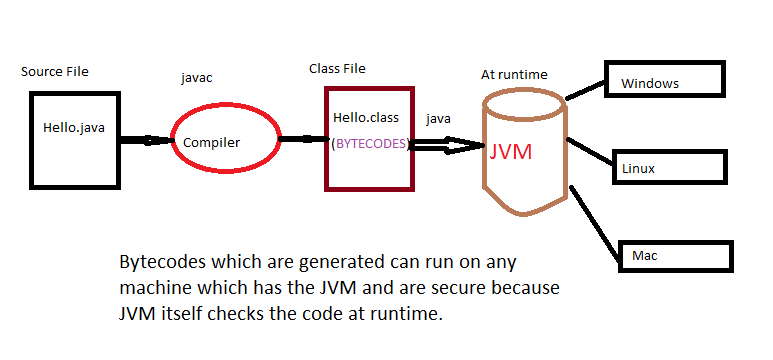 Source File
Hello.java
javac
Compiler
Class File
Hello.class
(BYTECODES)
java
At runtime
JVM
Windows
Linux
Mac
Bytecodes which are generated can run on any
machine which has the JVM and are secure because
JVM itself checks the code at runtime.